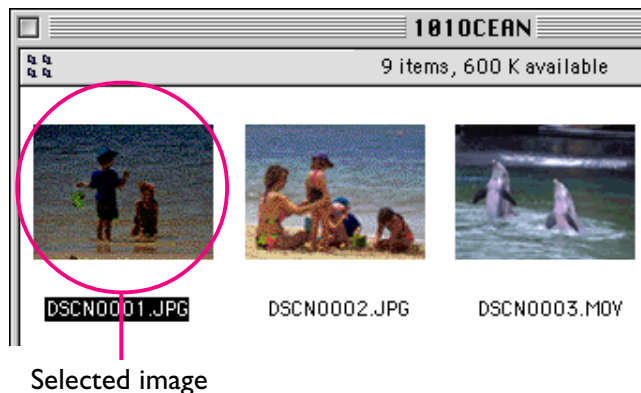 101OCEAN
9 items, 600 K available
DSCN0001.JPG
DSCN0002.JPG
DSCN0003.MOV
Selected image